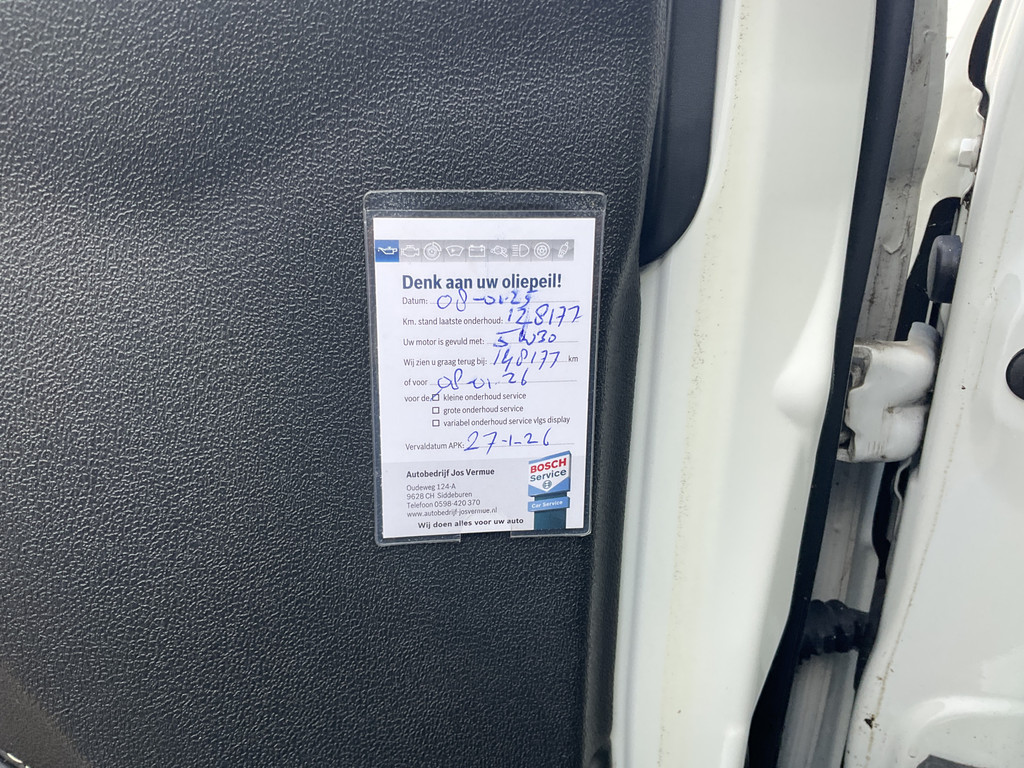 Denk aan uw oliepeil!
Datum: 08-01-25
Km. stand laatste onderhoud: 128177
Uw motor is gevuld met: 5W30
Wij zien u graag terug bij: 148177 km
of voor 08-01-26
voor de: kleine onderhoud service
grote onderhoud service
variabel onderhoud service vlgs display
Vervaldatum APK: 27-1-26
Autobedrijf Jos Vermue
Oudeweg 124-A
9628 CH Siddeburen
Telefoon 0598-420 370
www.autobedrijf-josvermue.nl
Wij doen alles voor uw auto
BOSCH
Service
Car Service